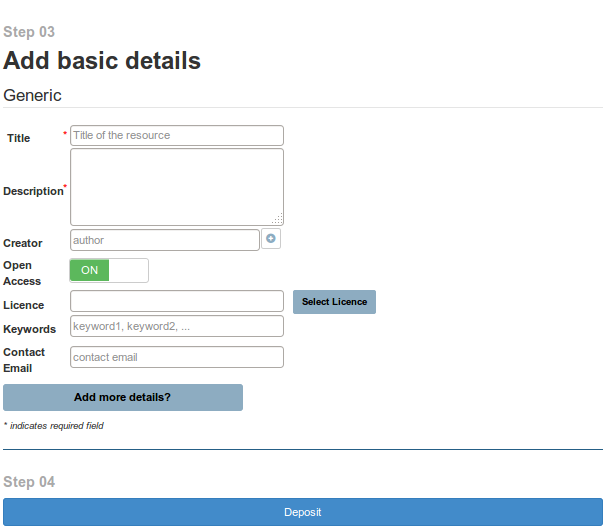 Step 03
Add basic details
Generic
Title * Title of the resource
Description*
Creator author
Open Access ON
Licence Select Licence
Keywords keyword1, keyword2, ...
Contact Email contact email
Add more details?
* indicates required field
Step 04
Deposit